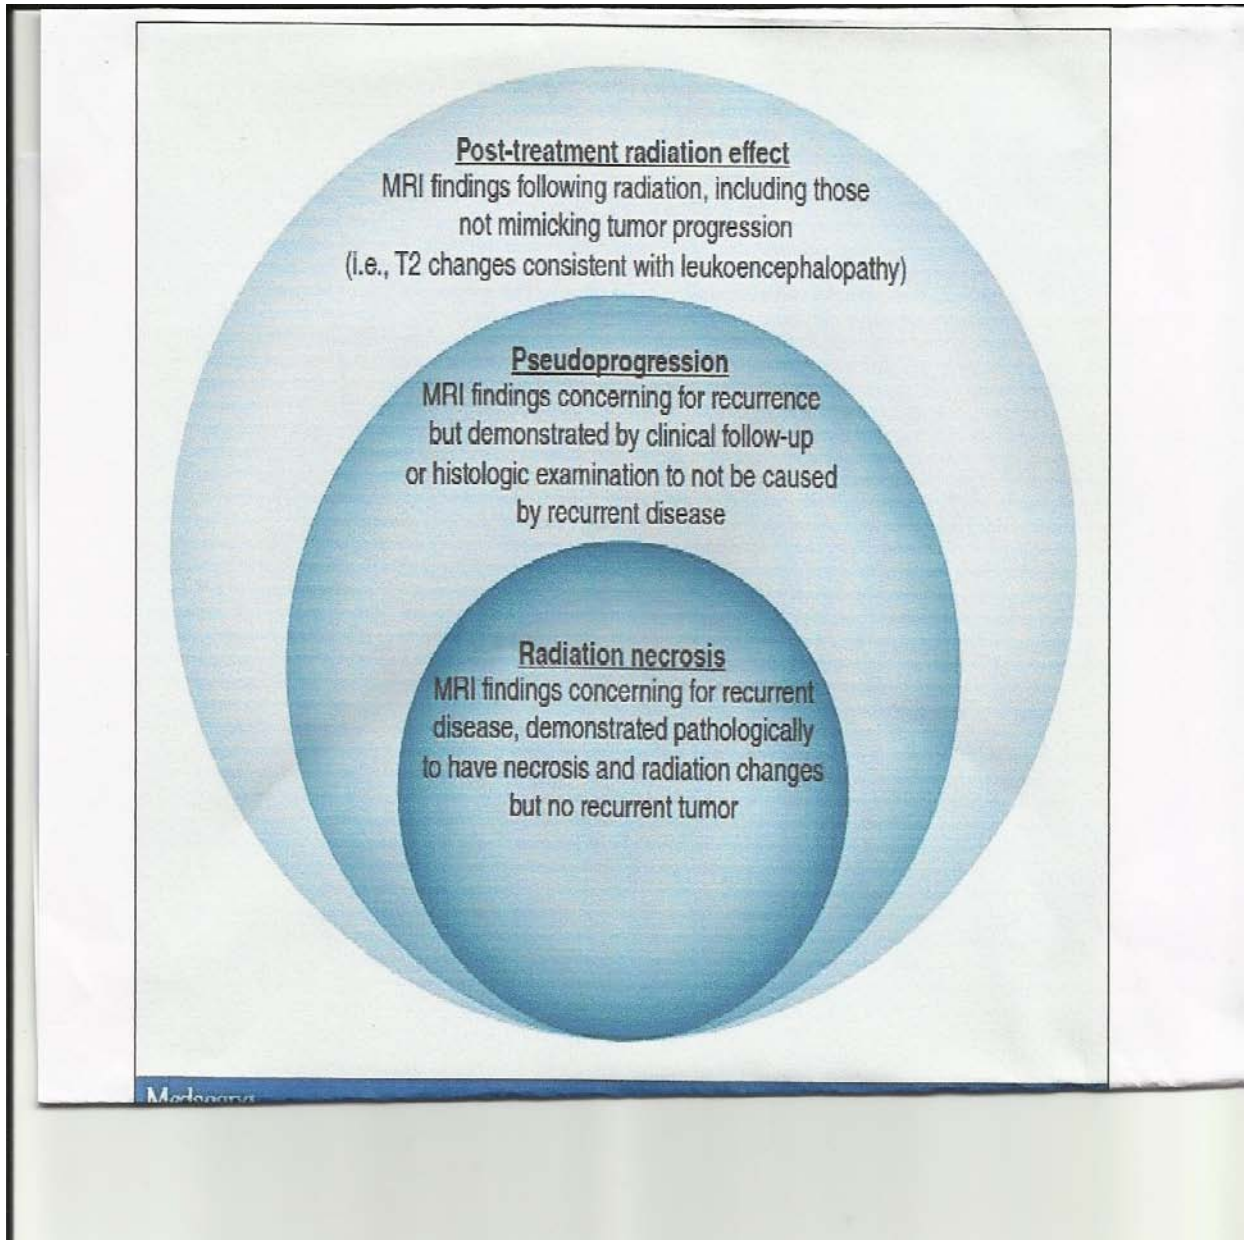 Post-treatment radiation effect
MRI findings following radiation, including those
not mimicking tumor progression
(i.e., T2 changes consistent with leukoencephalopathy)
Pseudoprogression
MRI findings concerning for recurrence
but demonstrated by clinical follow-up
or histologic examination to not be caused
by recurrent disease
Radiation necrosis
MRI findings concerning for recurrent
disease, demonstrated pathologically
to have necrosis and radiation changes
but no recurrent tumor